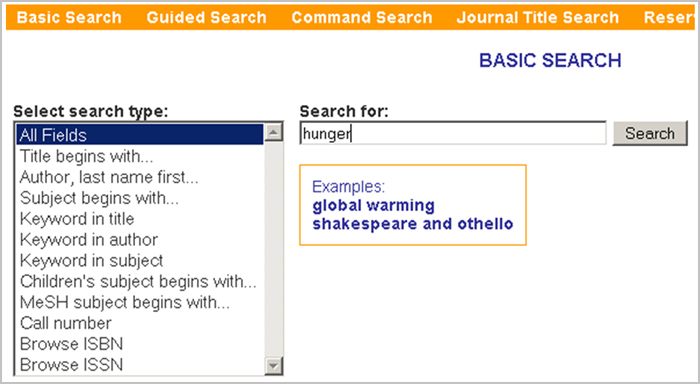 Basic Search Guided Search Command Search Journal Title Search Reser
BASIC SEARCH
Select search type:
All Fields
Title begins with...
Author, last name first...
Subject begins with...
Keyword in title
Keyword in author
Keyword in subject
Children's subject begins with...
MeSH subject begins with...
Call number
Browse ISBN
Browse ISSN
Search for:
hunger
Search
Examples:
global warming
shakespeare and othello